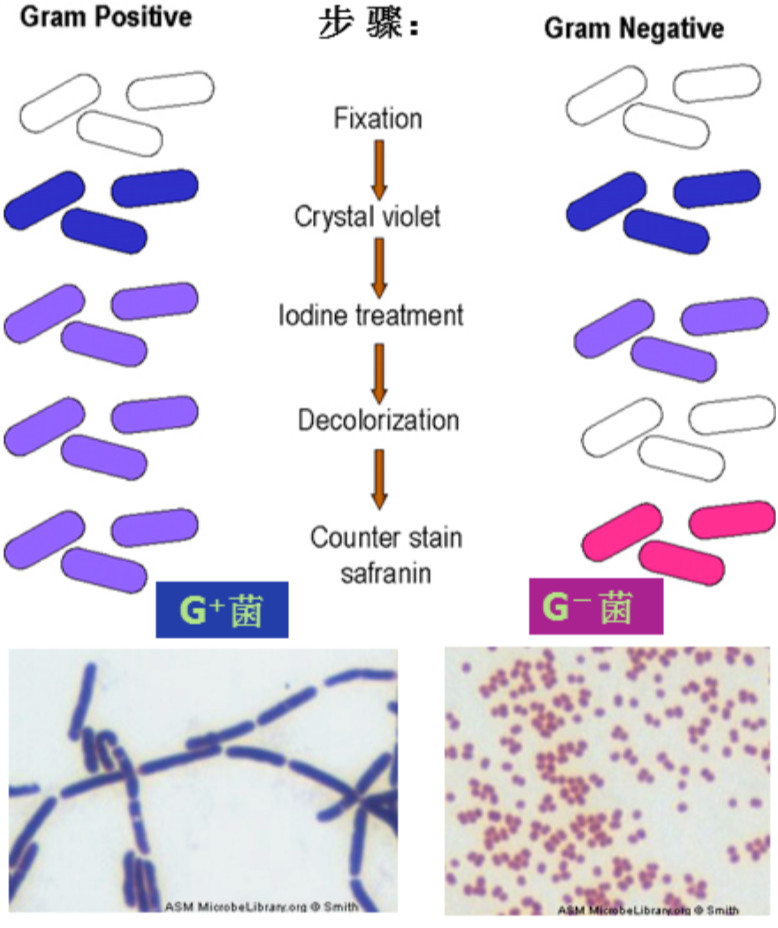 Gram Positive
步 骤：
Gram Negative
Fixation
Crystal violet
Iodine treatment
Decolorization
Counter stain
safranin
G⁺菌
G⁻菌
ASM MicrobeLibrary.org © Smith
ASM MicrobeLibrary.org © Smith